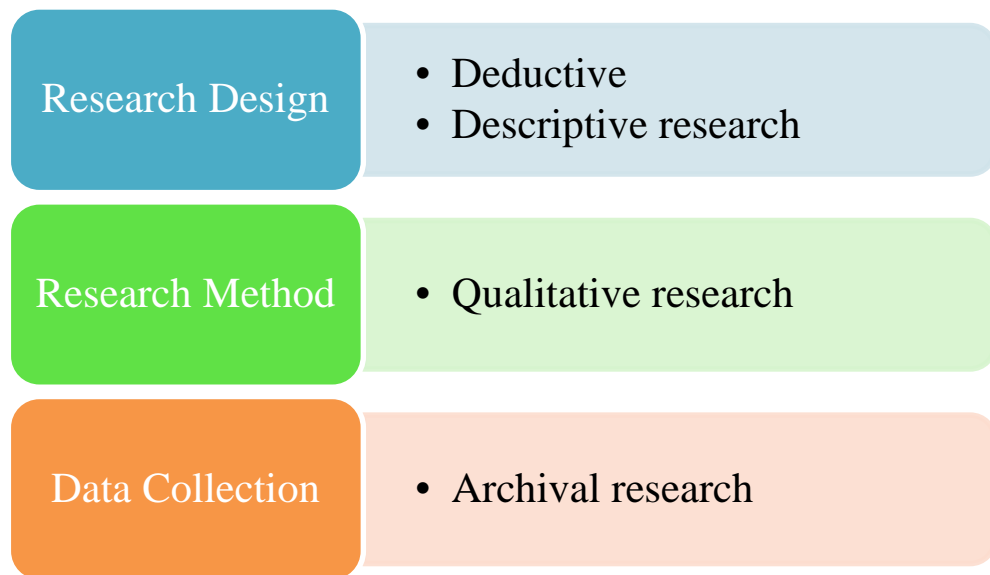 Research Design
• Deductive
• Descriptive research
Research Method
• Qualitative research
Data Collection
• Archival research